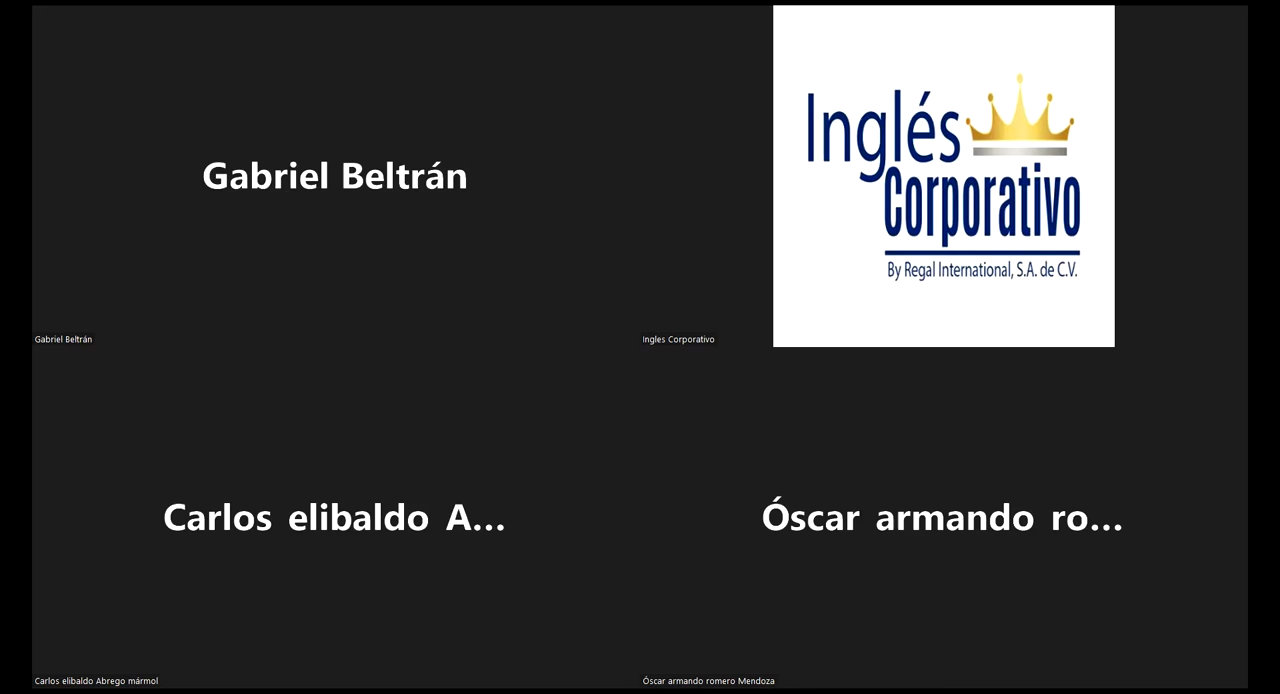 Gabriel Beltrán
Gabriel Beltrán
Inglés
Corporativo
By Regal International, S.A. de C.V.
Ingles Corporativo
Carlos elibaldo A...
Carlos elibaldo Abrego mármol
Óscar armando ro...
Óscar armando romero Mendoza